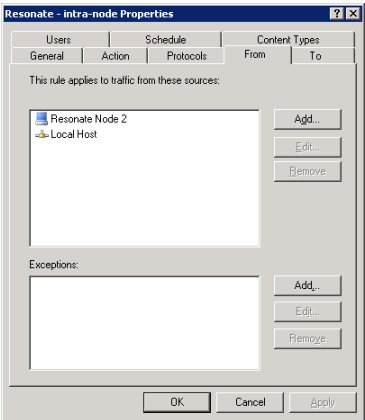 Resonate - intra-node Properties
Users Schedule Content Types
General Action Protocols From To
This rule applies to traffic from these sources:
Resonate Node 2
Local Host
Add...
Edit...
Remove
Exceptions:
Add...
Edit...
Remove
OK Cancel Apply